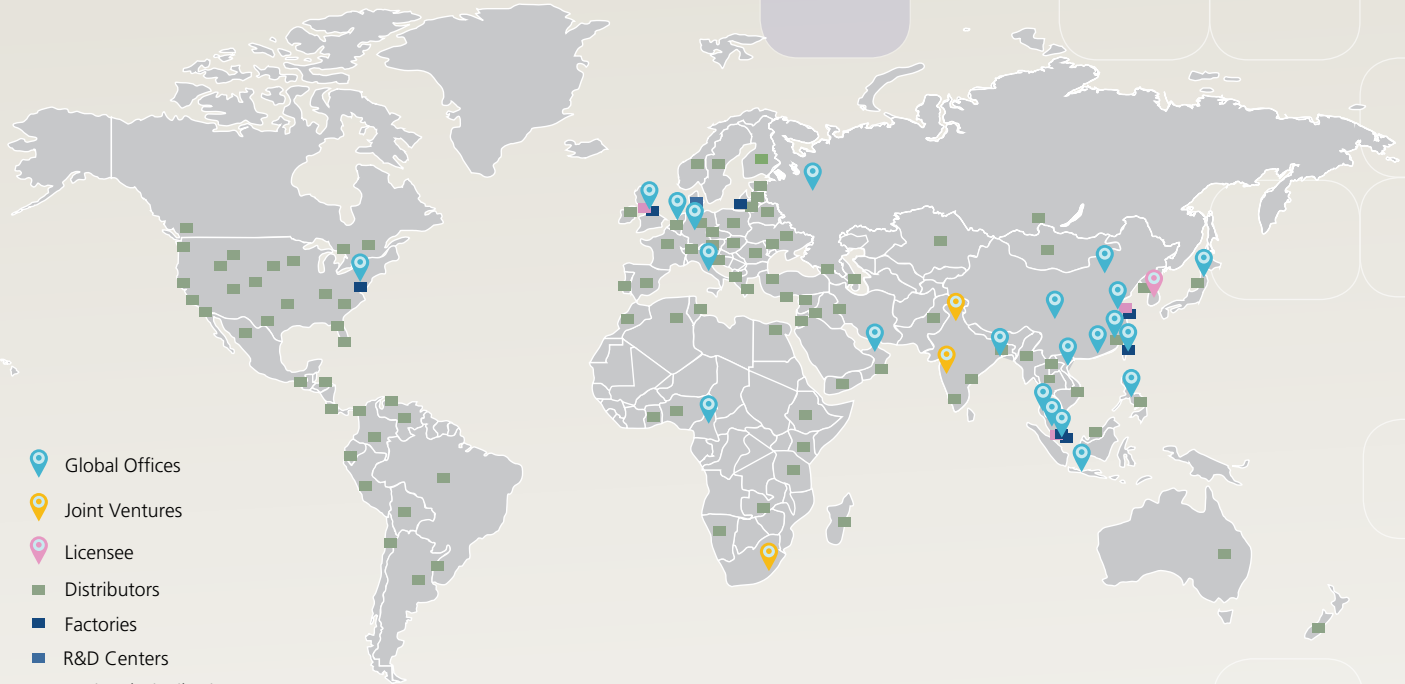 Global Offices
Joint Ventures
Licensee
Distributors
Factories
R&D Centers